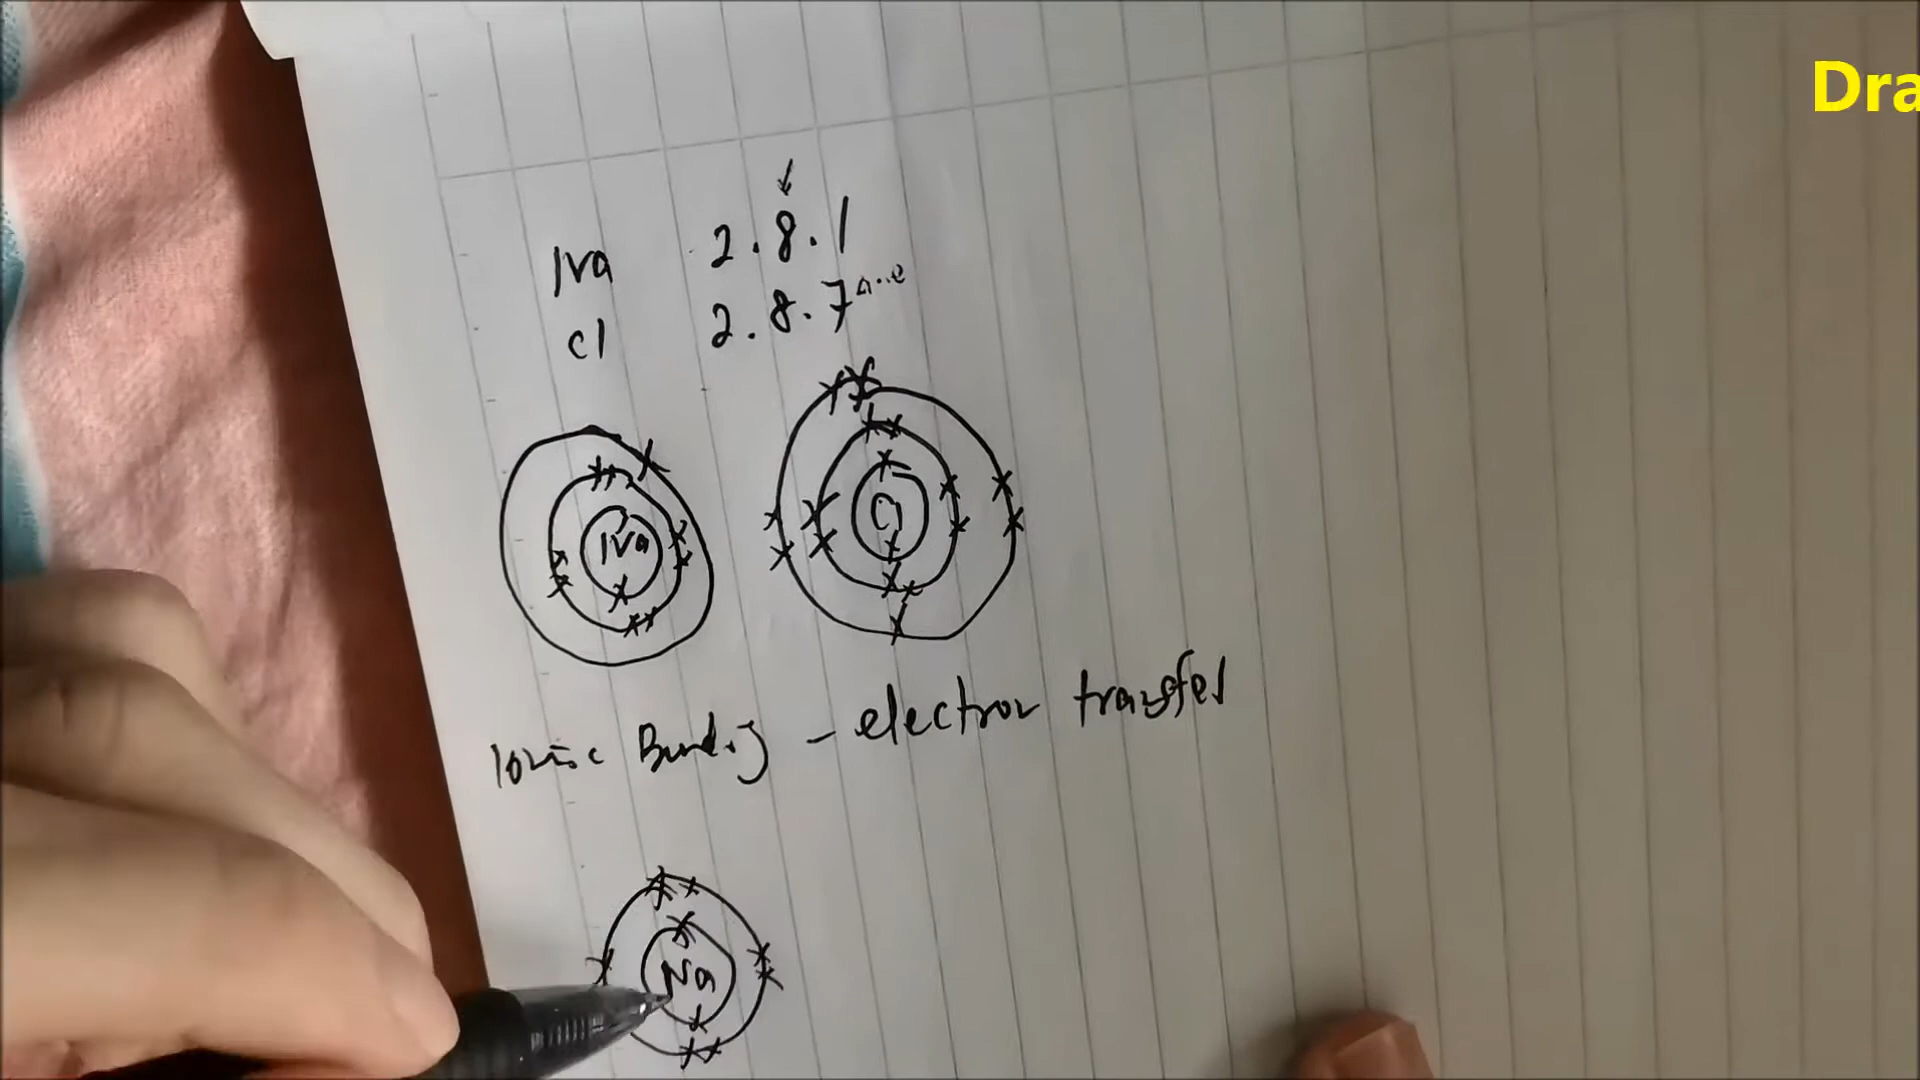 Dra
Na 2.8.1
Cl 2.8.7
Na
Cl
Ionic Bonding - electron transfer
Na